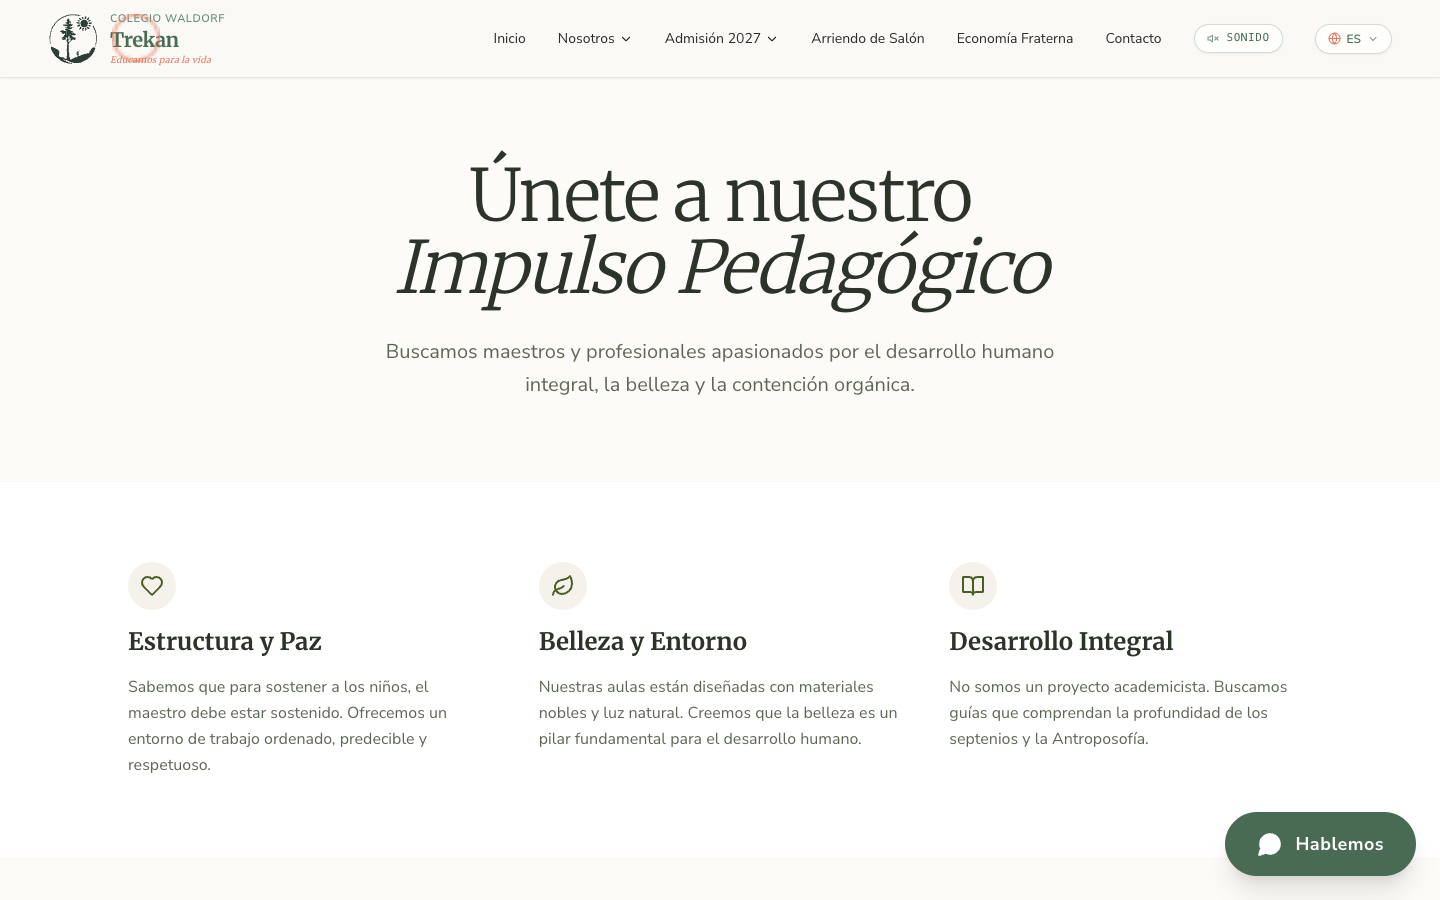 COLEGIO WALDORF
Trekan
Educamos para la vida
Inicio
Nosotros
Admisión 2027
Arriendo de Salón
Economía Fraterna
Contacto
SONIDO
ES
Únete a nuestro
Impulso Pedagógico
Buscamos maestros y profesionales apasionados por el desarrollo humano
integral, la belleza y la contención orgánica.
Estructura y Paz
Sabemos que para sostener a los niños, el
maestro debe estar sostenido. Ofrecemos un
entorno de trabajo ordenado, predecible y
respetuoso.
Belleza y Entorno
Nuestras aulas están diseñadas con materiales
nobles y luz natural. Creemos que la belleza es un
pilar fundamental para el desarrollo humano.
Desarrollo Integral
No somos un proyecto academicista. Buscamos
guías que comprendan la profundidad de los
septenios y la Antroposofía.
Hablemos